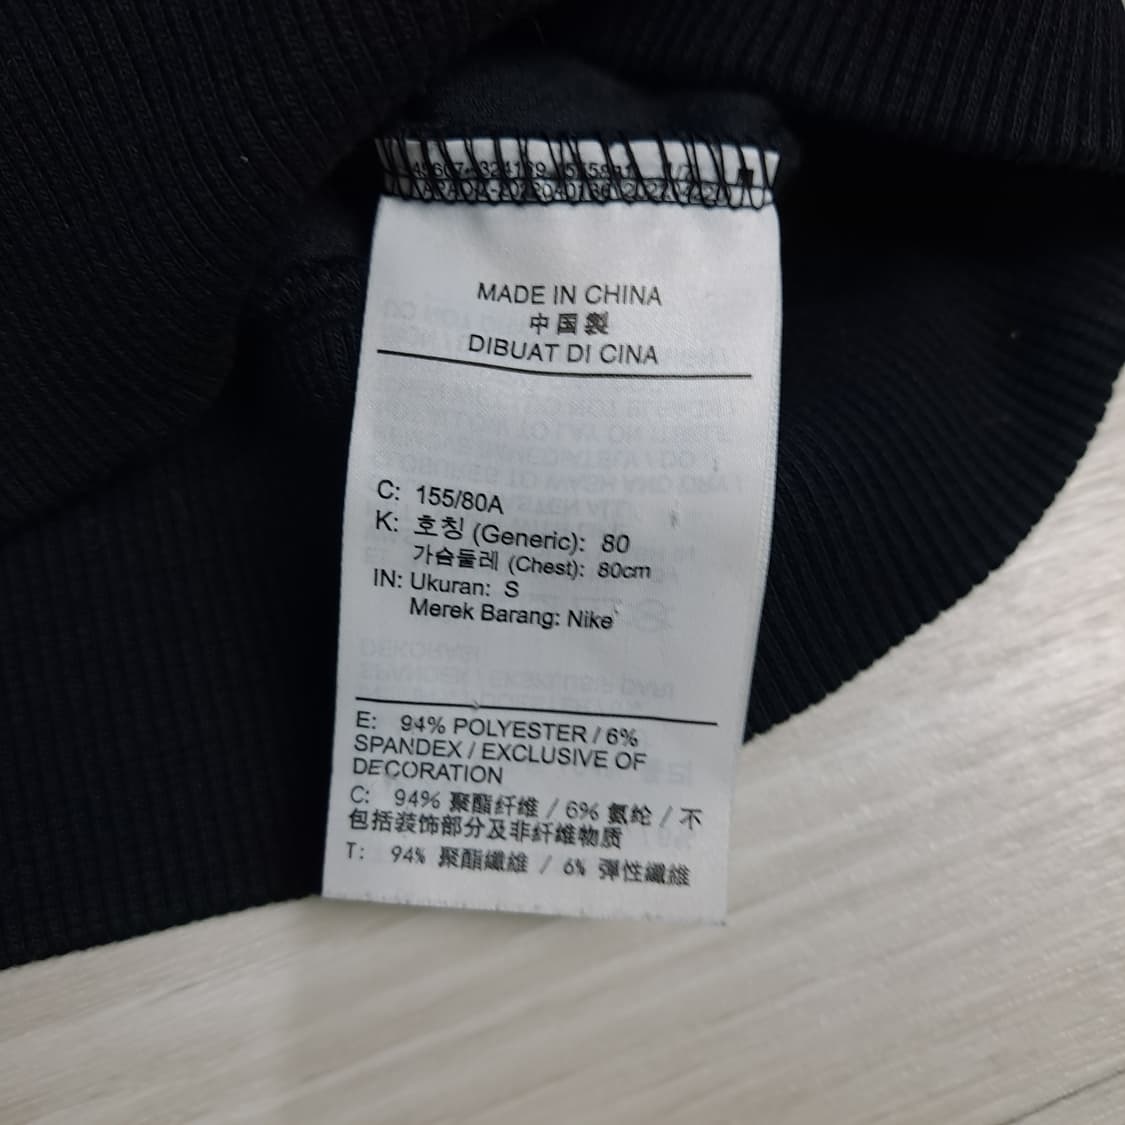 MADE IN CHINA
中国製
DIBUAT DI CINA
C: 155/80A
K: 호칭 (Generic): 80
가슴둘레 (Chest): 80cm
IN: Ukuran: S
Merek Barang: Nike
E: 94% POLYESTER / 6%
SPANDEX / EXCLUSIVE OF
DECORATION
C: 94% 聚酯纤维 / 6% 氨纶 / 不
包括装饰部分及非纤维物质
T: 94% 聚酯纖維 / 6% 彈性纖維